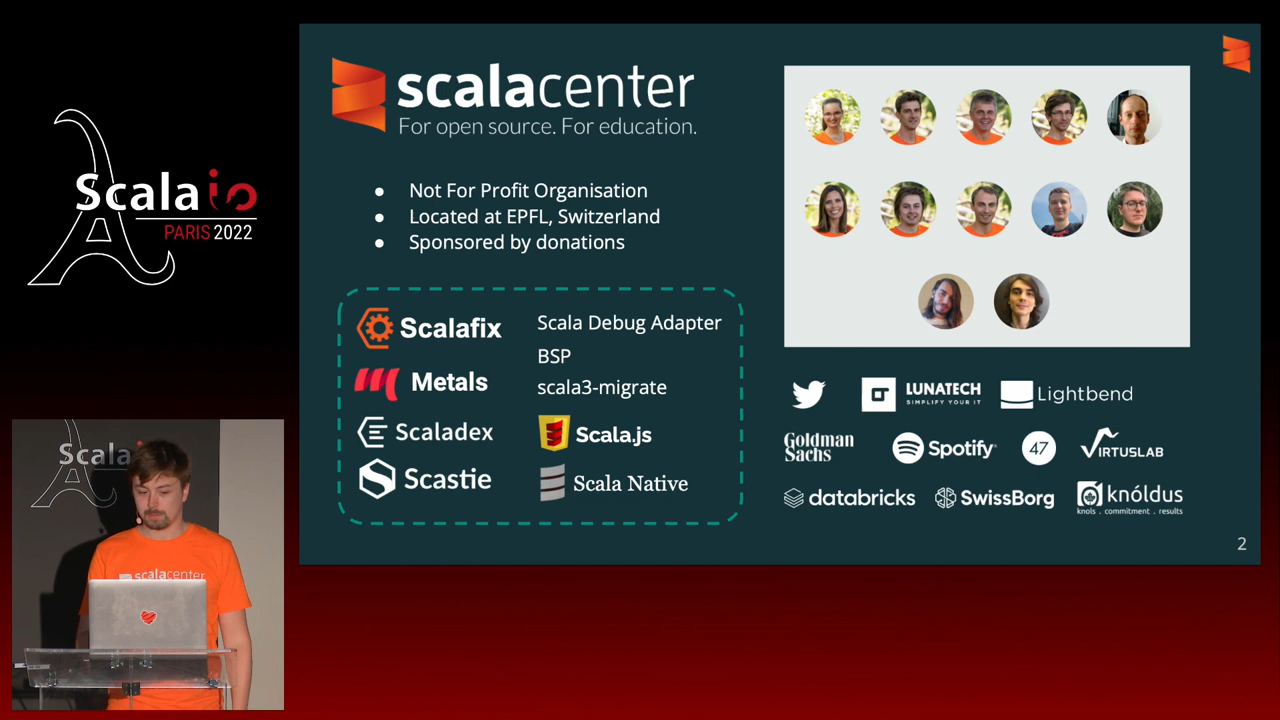 Scala io
PARIS 2022
scalacenter
For open source. For education.
● Not For Profit Organisation
● Located at EPFL, Switzerland
● Sponsored by donations
Scalafix
Metals
Scaladex
Scastie
Scala Debug Adapter
BSP
scala3-migrate
Scala.js
Scala Native
LUNATECH
SIMPLIFY YOUR IT
Lightbend
Goldman
Sachs
Spotify
47
VIRTUSLAB
databricks
SwissBorg
knóldus
knols . commitment . results
2
Scala
scalacenter